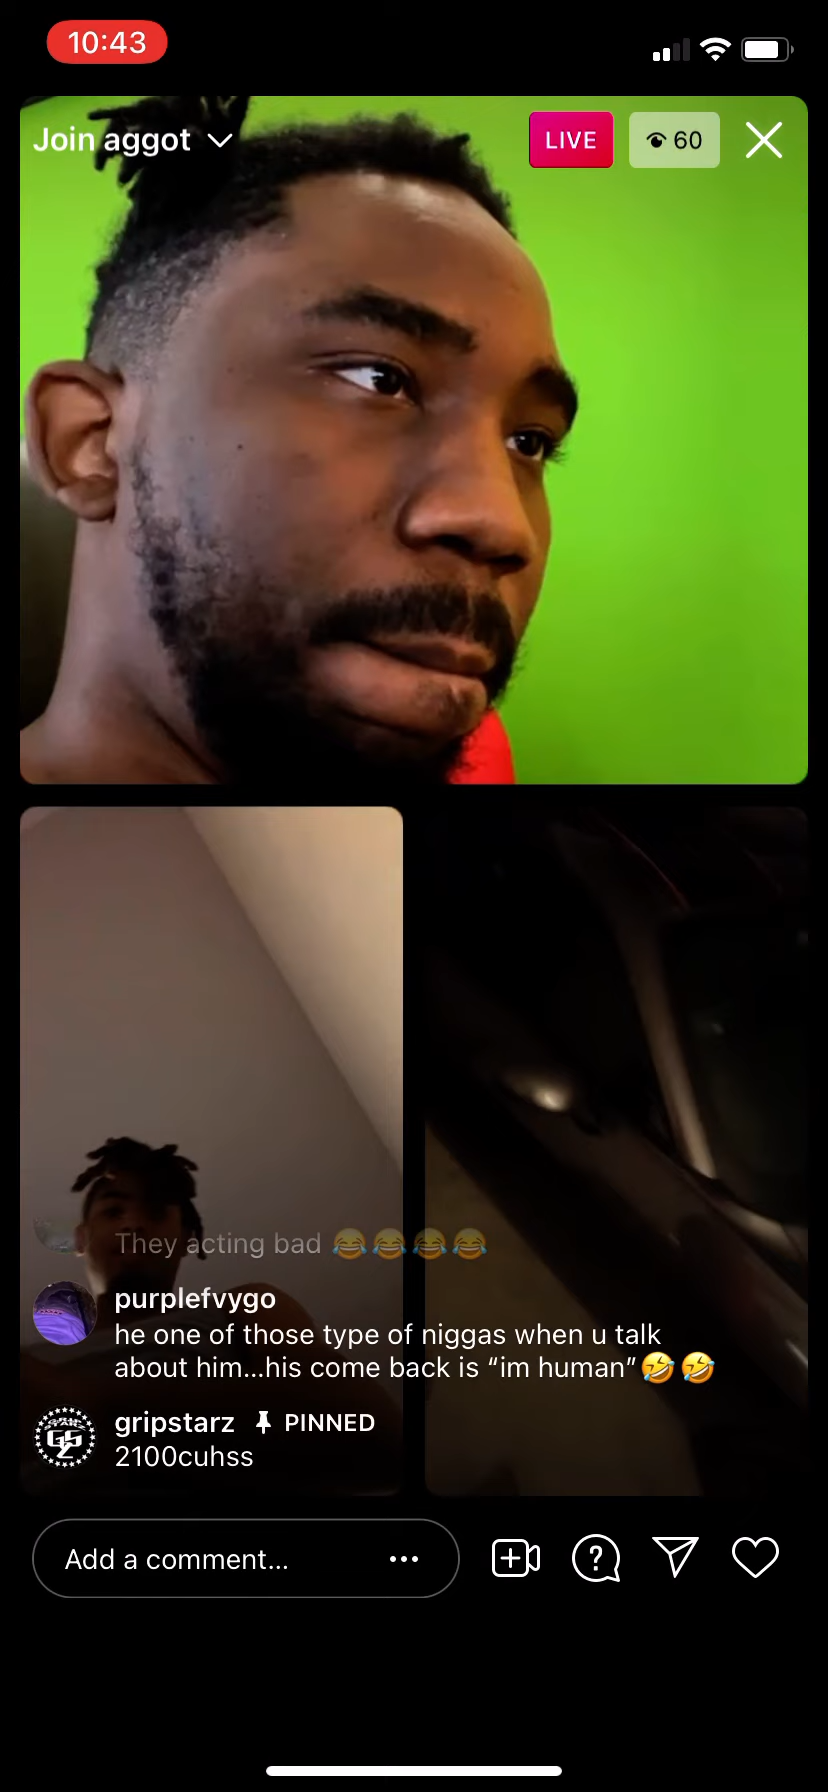 10:43
Join aggot
LIVE
60
They acting bad 😂😂😂😂
purplefvygo
he one of those type of niggas when u talk
about him...his come back is “im human”🤣🤣
gripstarz PINNED
2100cuhss
Add a comment...